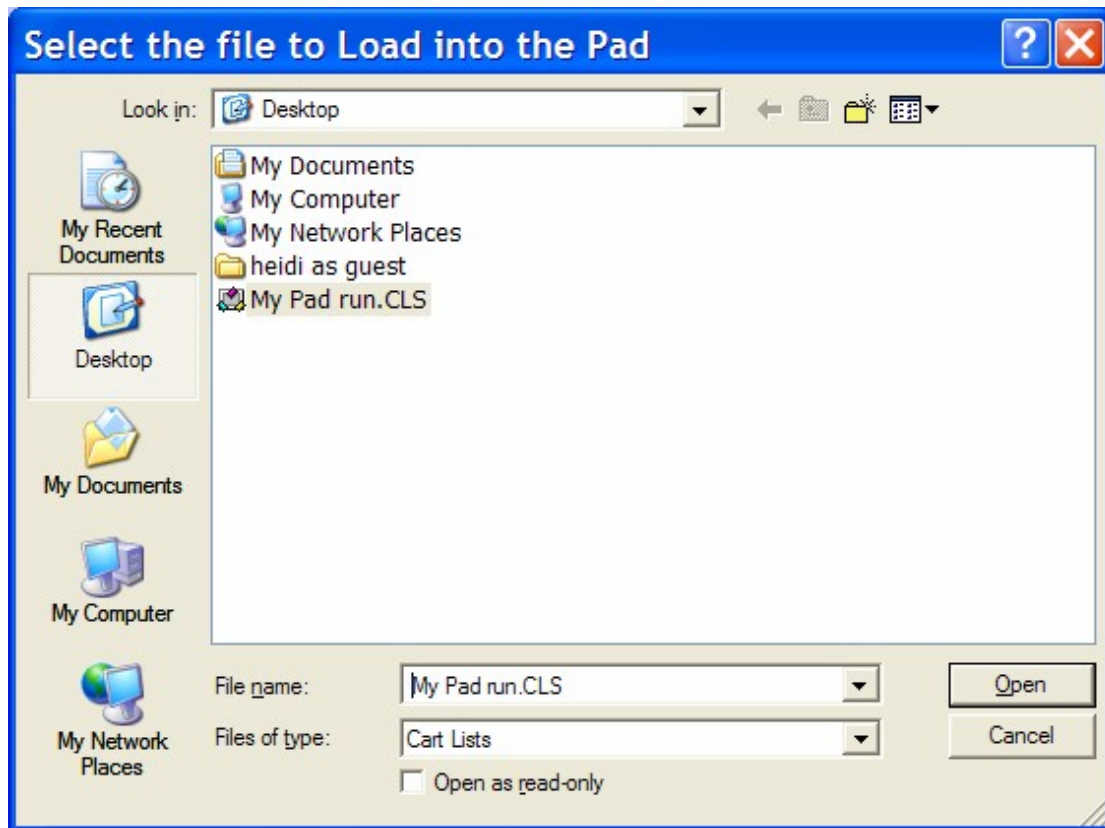 Select the file to Load into the Pad
Look in: Desktop
My Documents
My Computer
My Network Places
heidi as guest
My Pad run.CLS
My Recent
Documents
Desktop
My Documents
My Computer
My Network
Places
File name: My Pad run.CLS Open
Files of type: Cart Lists Cancel
Open as read-only